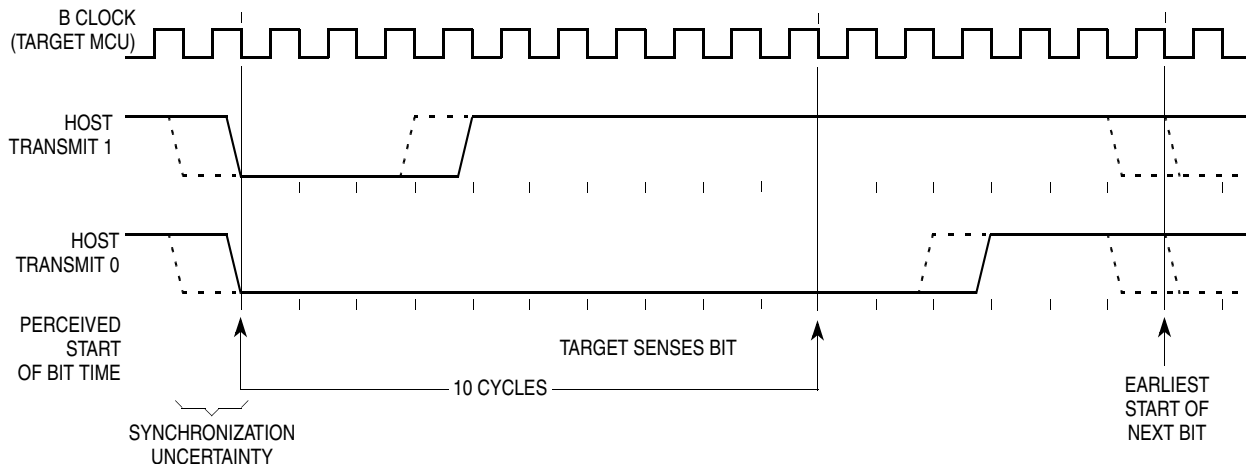 B CLOCK
(TARGET MCU)
HOST
TRANSMIT 1
HOST
TRANSMIT 0
PERCEIVED
START
OF BIT TIME
TARGET SENSES BIT
10 CYCLES
SYNCHRONIZATION
UNCERTAINTY
EARLIEST
START OF
NEXT BIT